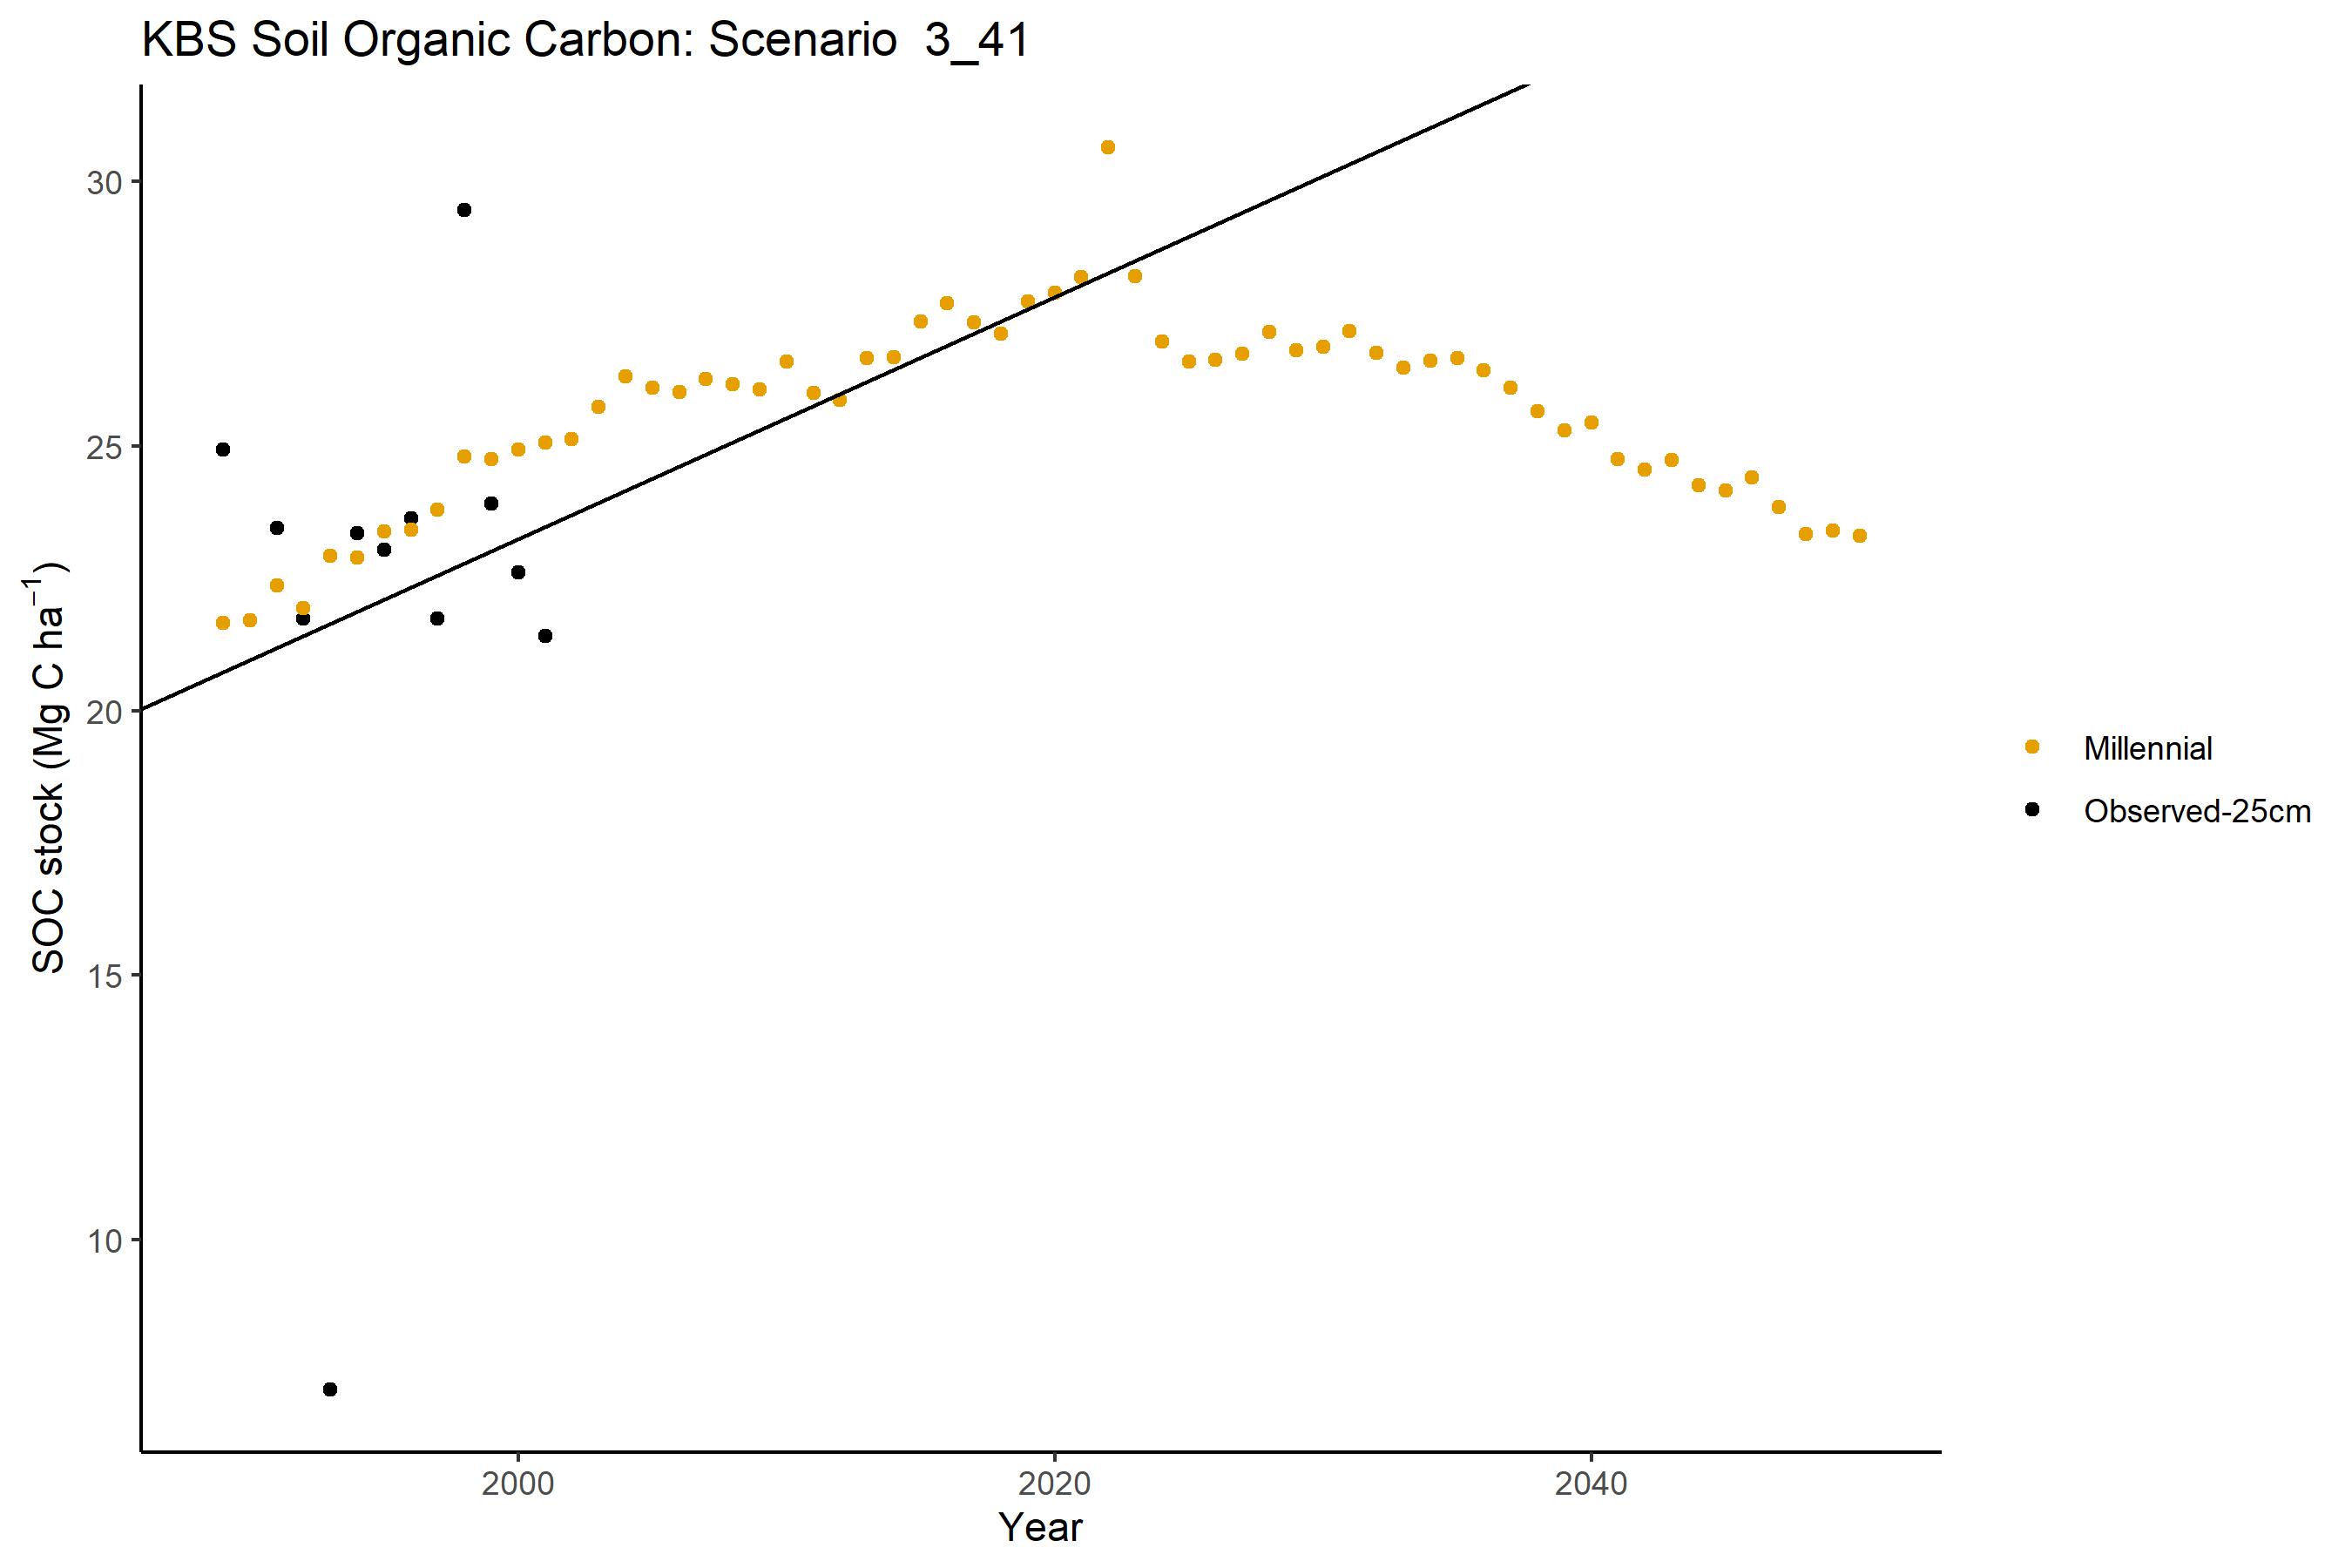 KBS Soil Organic Carbon: Scenario  3_41
30
25
20
15
10
SOC stock (Mg C ha⁻¹)
2000 2020 2040
Year
Millennial
Observed-25cm